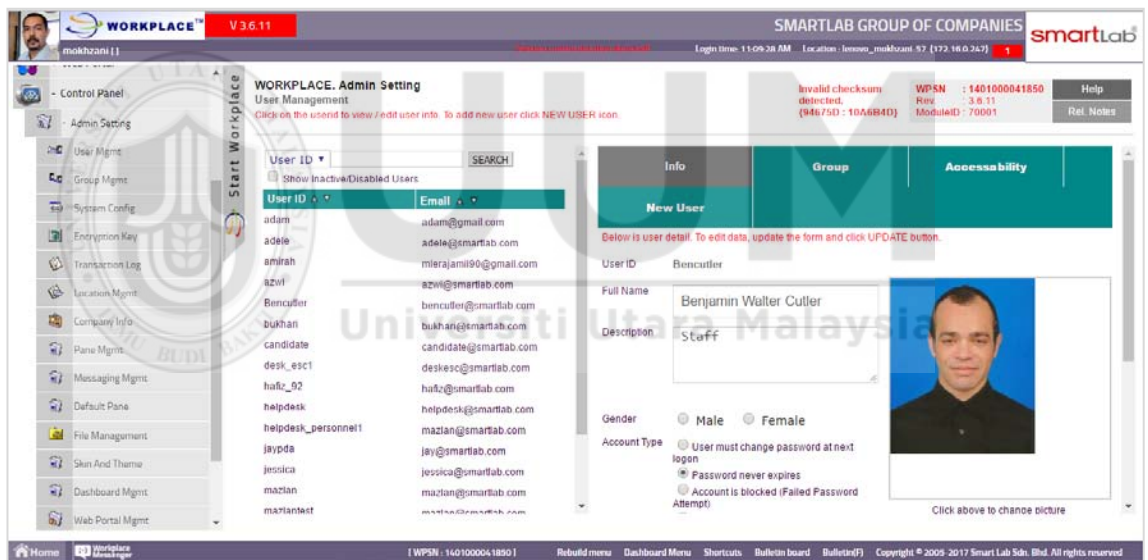 WORKPLACE™
V 3.6.11
SMARTLAB GROUP OF COMPANIES
smartLab
mokhzani [ ]
Login time: 11:09:28 AM Location : lenovo_mokhzani-57 (172.16.0.247)
1
- Web Portal
- Control Panel
- Admin Setting
User Mgmt
Group Mgmt
System Config
Encryption Key
Transaction Log
Location Mgmt
Company Info
Pane Mgmt
Messaging Mgmt
Default Pane
File Management
Skin And Theme
Dashboard Mgmt
Web Portal Mgmt
Start Workplace
WORKPLACE. Admin Setting
User Management
Click on the userid to view / edit user info. To add new user click NEW USER icon.
Invalid checksum detected.
(94675D : 10A6B4D)
WPSN : 1401000041850
Rev : 3.6.11
ModuleID : 70001
Help
Rel. Notes
User ID
SEARCH
Show Inactive/Disabled Users
User ID Email
adam adam@gmail.com
adele adele@smartlab.com
amirah mierajamil90@gmail.com
azwi azwi@smartlab.com
Bencutler bencutler@smartlab.com
bukhan bukhari@smartlab.com
candidate candidate@smartlab.com
desk_esc1 deskesc@smartlab.com
hafiz_92 hafiz@smartlab.com
helpdesk helpdesk@smartlab.com
helpdesk_personnel1 mazlan@smartlab.com
jaypda jay@smartlab.com
jessica jessica@smartlab.com
mazlan mazlan@smartlab.com
mazlantest mazlan@smartlab.com
Info
Group
Accessability
New User
Below is user detail. To edit data, update the form and click UPDATE button.
User ID Bencutler
Full Name Benjamin Walter Cutler
Description Staff
Gender Male Female
Account Type User must change password at next logon
Password never expires
Account is blocked (Failed Password Attempt)
Click above to change picture
UUM
Universiti Utara Malaysia
Home
Workplace Messenger
[ WPSN : 1401000041850 ]
Rebuild menu Dashboard Menu Shortcuts Bulletin board Bulletin(F) Copyright © 2005-2017 Smart Lab Sdn. Bhd. All rights reserved